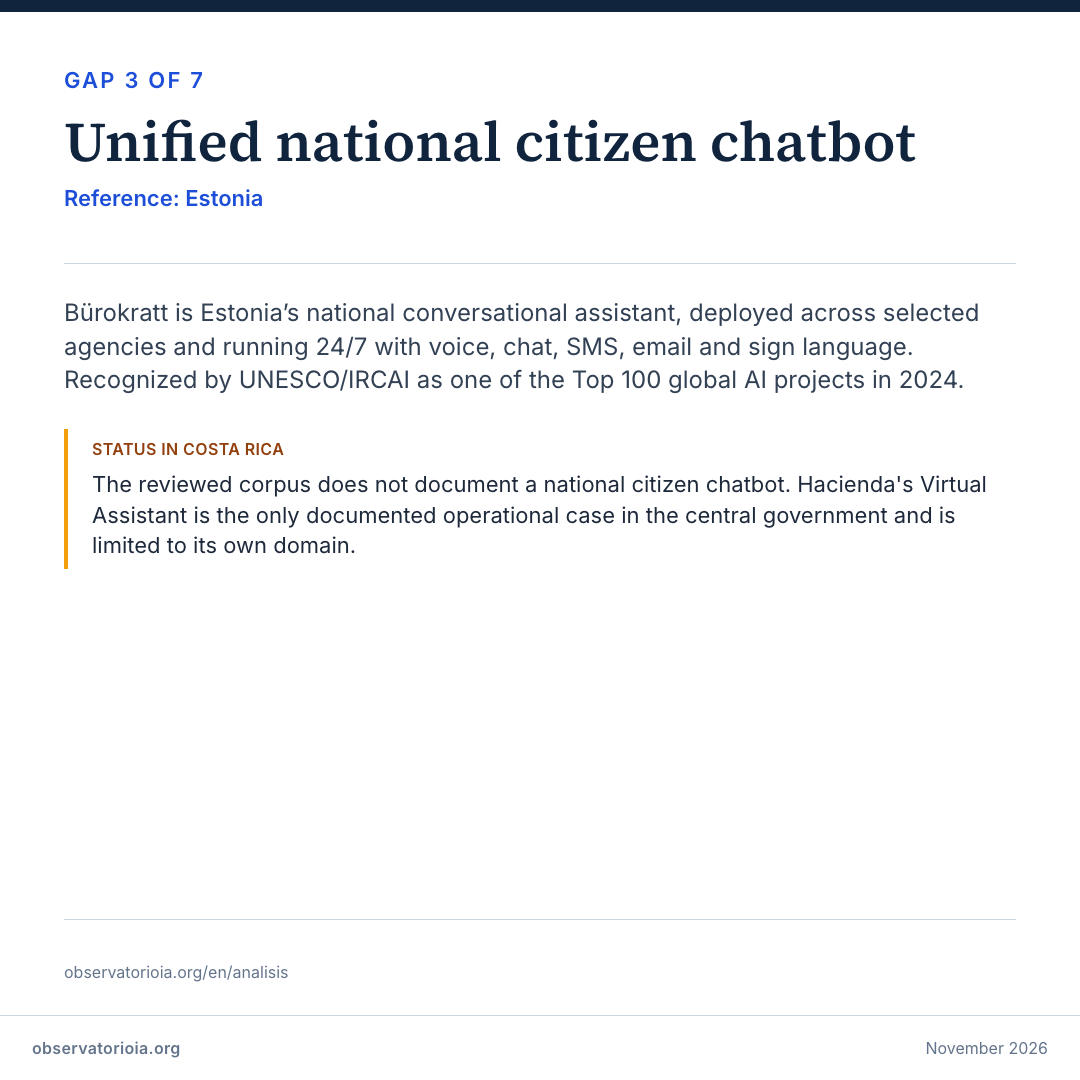 GAP 3 OF 7
Unified national citizen chatbot
Reference: Estonia
Bürokratt is Estonia’s national conversational assistant, deployed across selected
agencies and running 24/7 with voice, chat, SMS, email and sign language.
Recognized by UNESCO/IRCAI as one of the Top 100 global AI projects in 2024.
STATUS IN COSTA RICA
The reviewed corpus does not document a national citizen chatbot. Hacienda's Virtual
Assistant is the only documented operational case in the central government and is
limited to its own domain.
observatorioia.org/en/analisis
observatorioia.org
November 2026